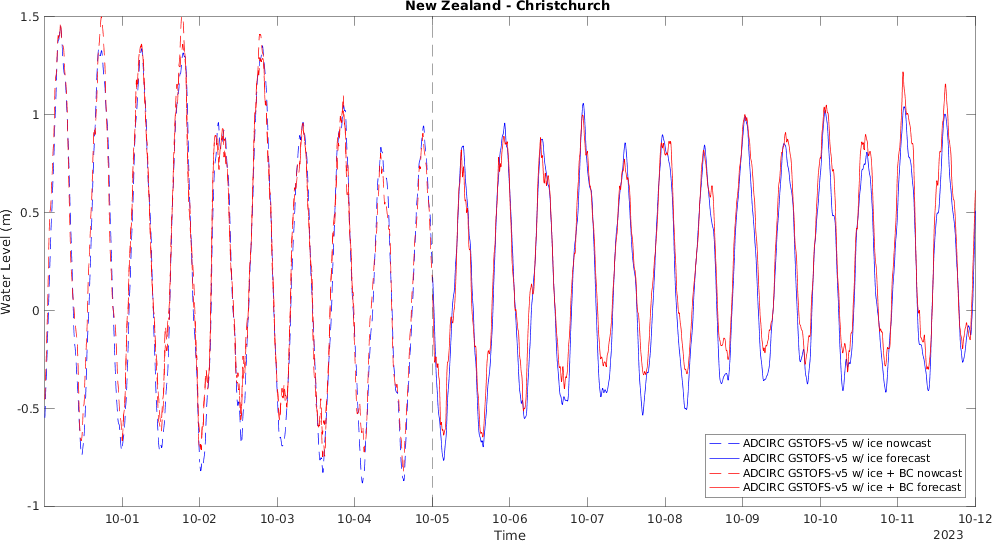 New Zealand - Christchurch
1.5
1
0.5
0
-0.5
-1
Water Level (m)
10-01 10-02 10-03 10-04 10-05 10-06 10-07 10-08 10-09 10-10 10-11 10-12
Time
2023
ADCIRC GSTOFS-v5 w/ ice nowcast
ADCIRC GSTOFS-v5 w/ ice forecast
ADCIRC GSTOFS-v5 w/ ice + BC nowcast
ADCIRC GSTOFS-v5 w/ ice + BC forecast